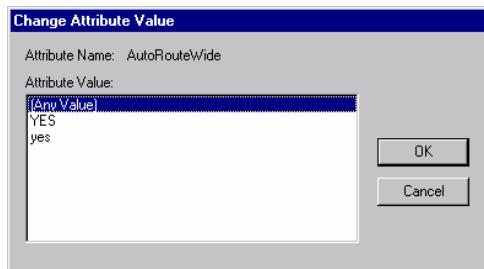 Change Attribute Value
Attribute Name: AutoRouteWide
Attribute Value:
(Any Value)
YES
yes
OK
Cancel